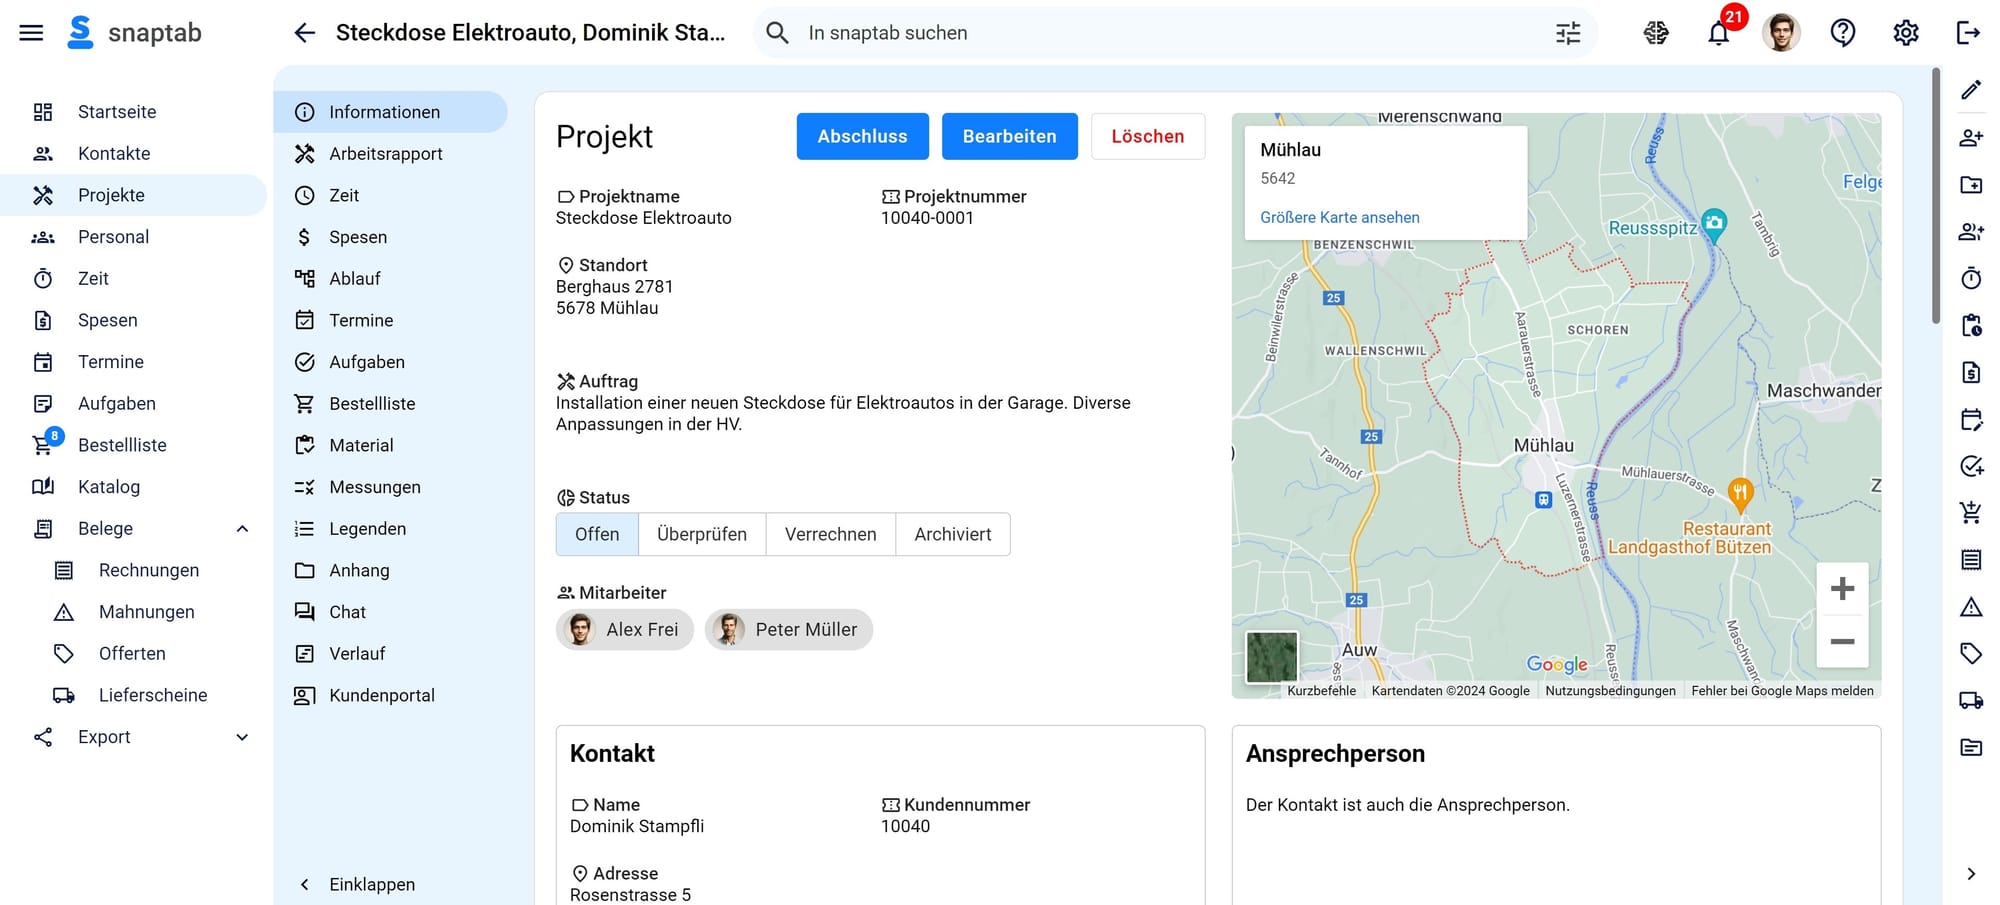 snaptab
Steckdose Elektroauto, Dominik Sta...
In snaptab suchen
21
Startseite
Kontakte
Projekte
Personal
Zeit
Spesen
Termine
Aufgaben
8
Bestellliste
Katalog
Belege
Rechnungen
Mahnungen
Offerten
Lieferscheine
Export
Informationen
Arbeitsrapport
Zeit
Spesen
Ablauf
Termine
Aufgaben
Bestellliste
Material
Messungen
Legenden
Anhang
Chat
Verlauf
Kundenportal
Einklappen
Projekt
Abschluss
Bearbeiten
Löschen
Projektname
Steckdose Elektroauto
Projektnummer
10040-0001
Standort
Berghaus 2781
5678 Mühlau
Auftrag
Installation einer neuen Steckdose für Elektroautos in der Garage. Diverse
Anpassungen in der HV.
Status
Offen
Überprüfen
Verrechnen
Archiviert
Mitarbeiter
Alex Frei
Peter Müller
Merenschwand
Mühlau
5642
Größere Karte ansehen
Reuss
Felge
Reussspitz
Tambrig
BENZENSCHWIL
Beinwilerstrasse
25
Aarauerstrasse
SCHOREN
WALLENSCHWIL
Maschwanden
25
Mühlau
Tannhof
Mühlauerstrasse
Luzernerstrasse
Reuss
Restaurant
Landgasthof Bützen
25
Auw
Google
Kurzbefehle
Kartendaten ©2024 Google
Nutzungsbedingungen
Fehler bei Google Maps melden
Kontakt
Name
Dominik Stampfli
Kundennummer
10040
Adresse
Rosenstrasse 5
Ansprechperson
Der Kontakt ist auch die Ansprechperson.